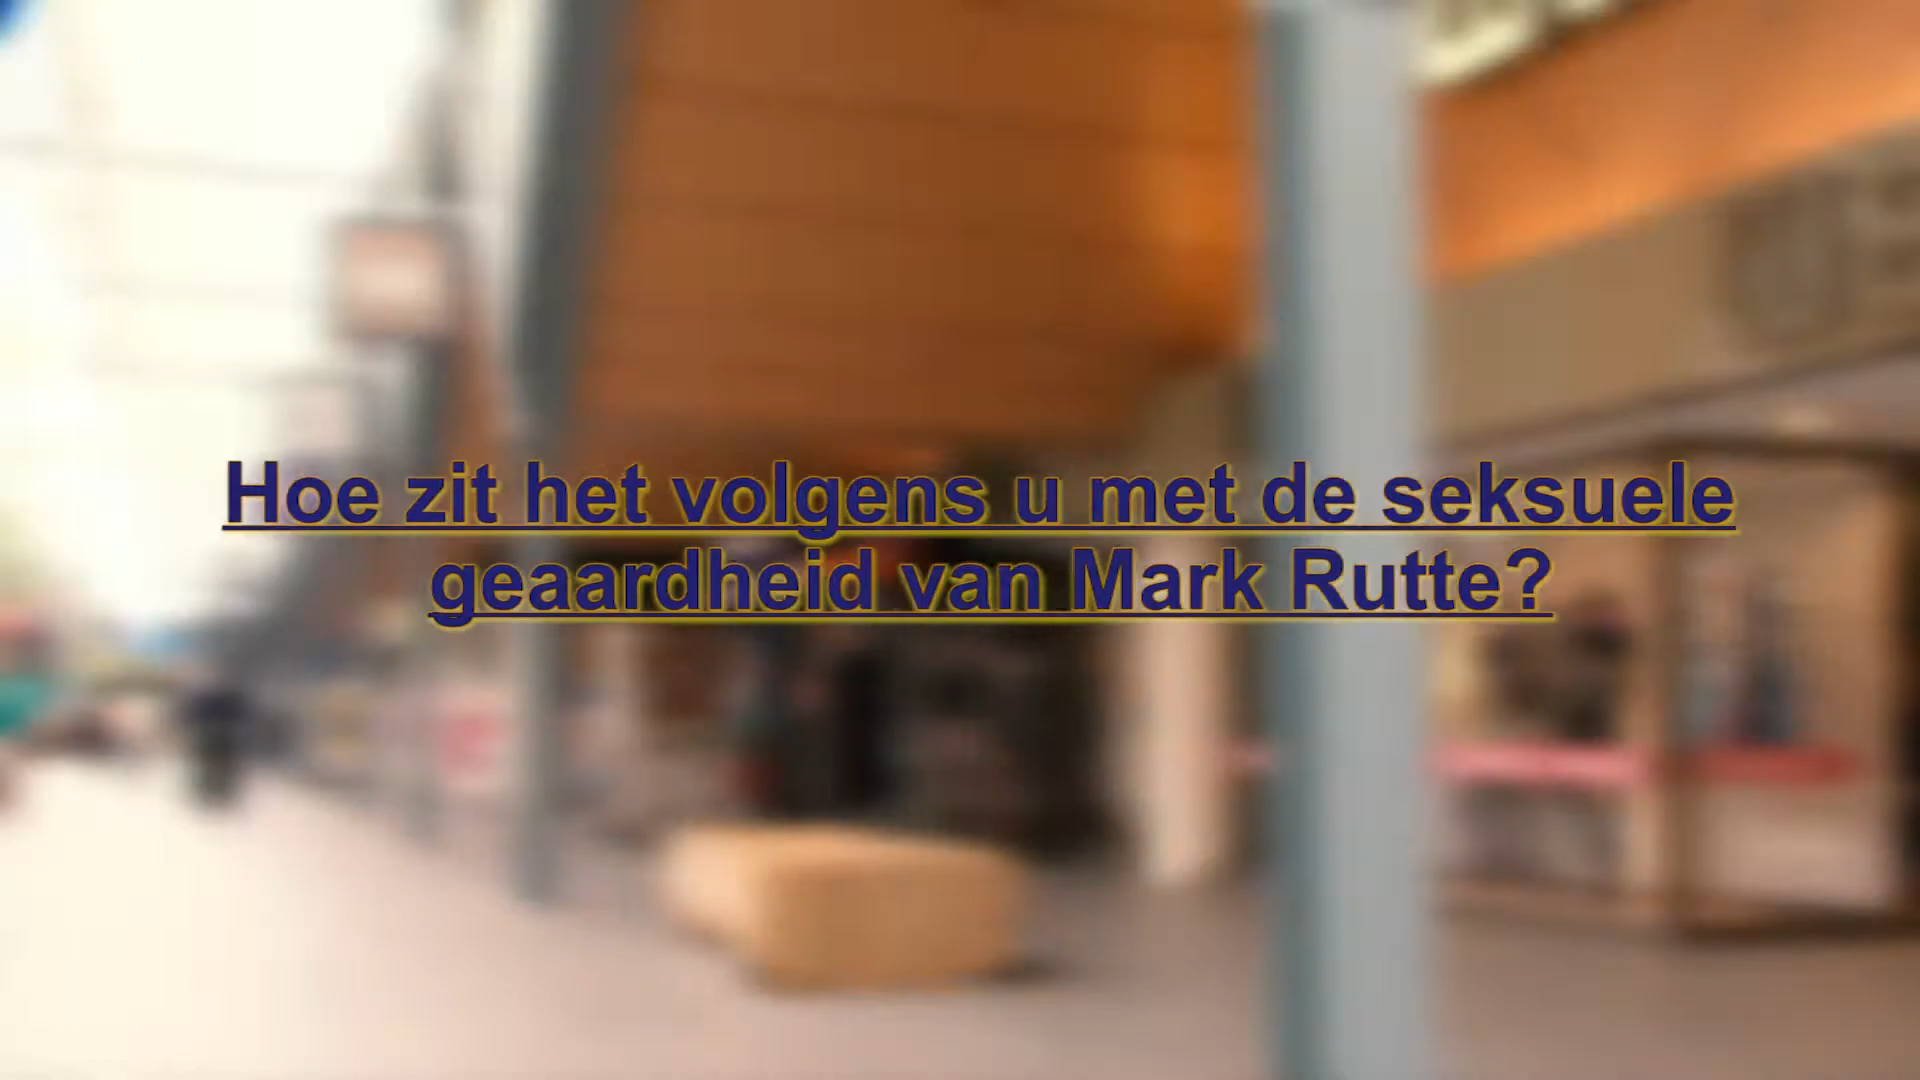 Hoe zit het volgens u met de seksuele
geaardheid van Mark Rutte?